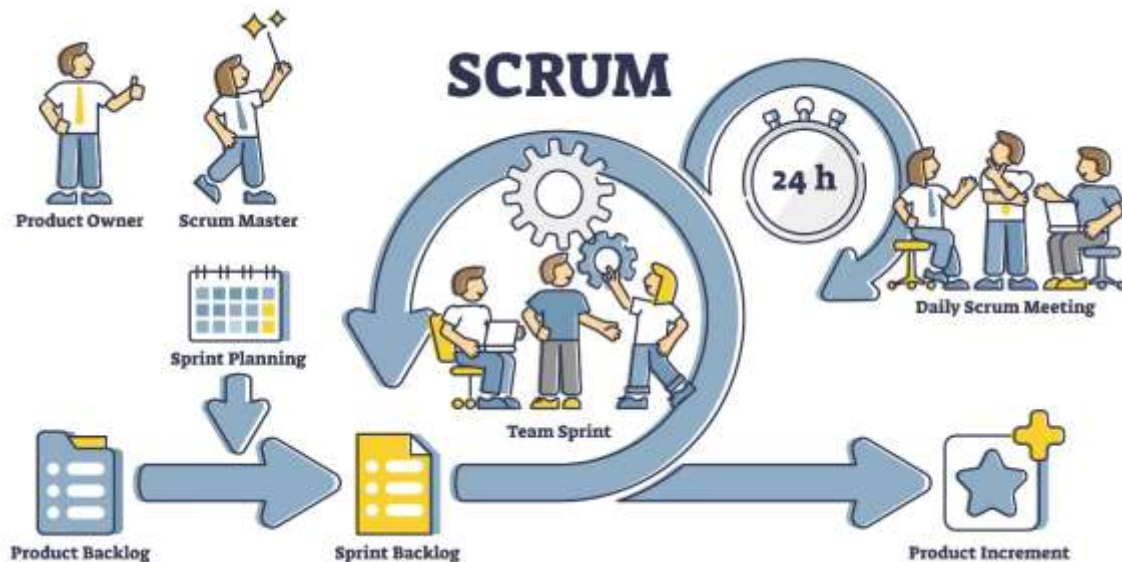 SCRUM
24 h
Product Owner
Scrum Master
Daily Scrum Meeting
Sprint Planning
Team Sprint
Product Backlog
Sprint Backlog
Product Increment